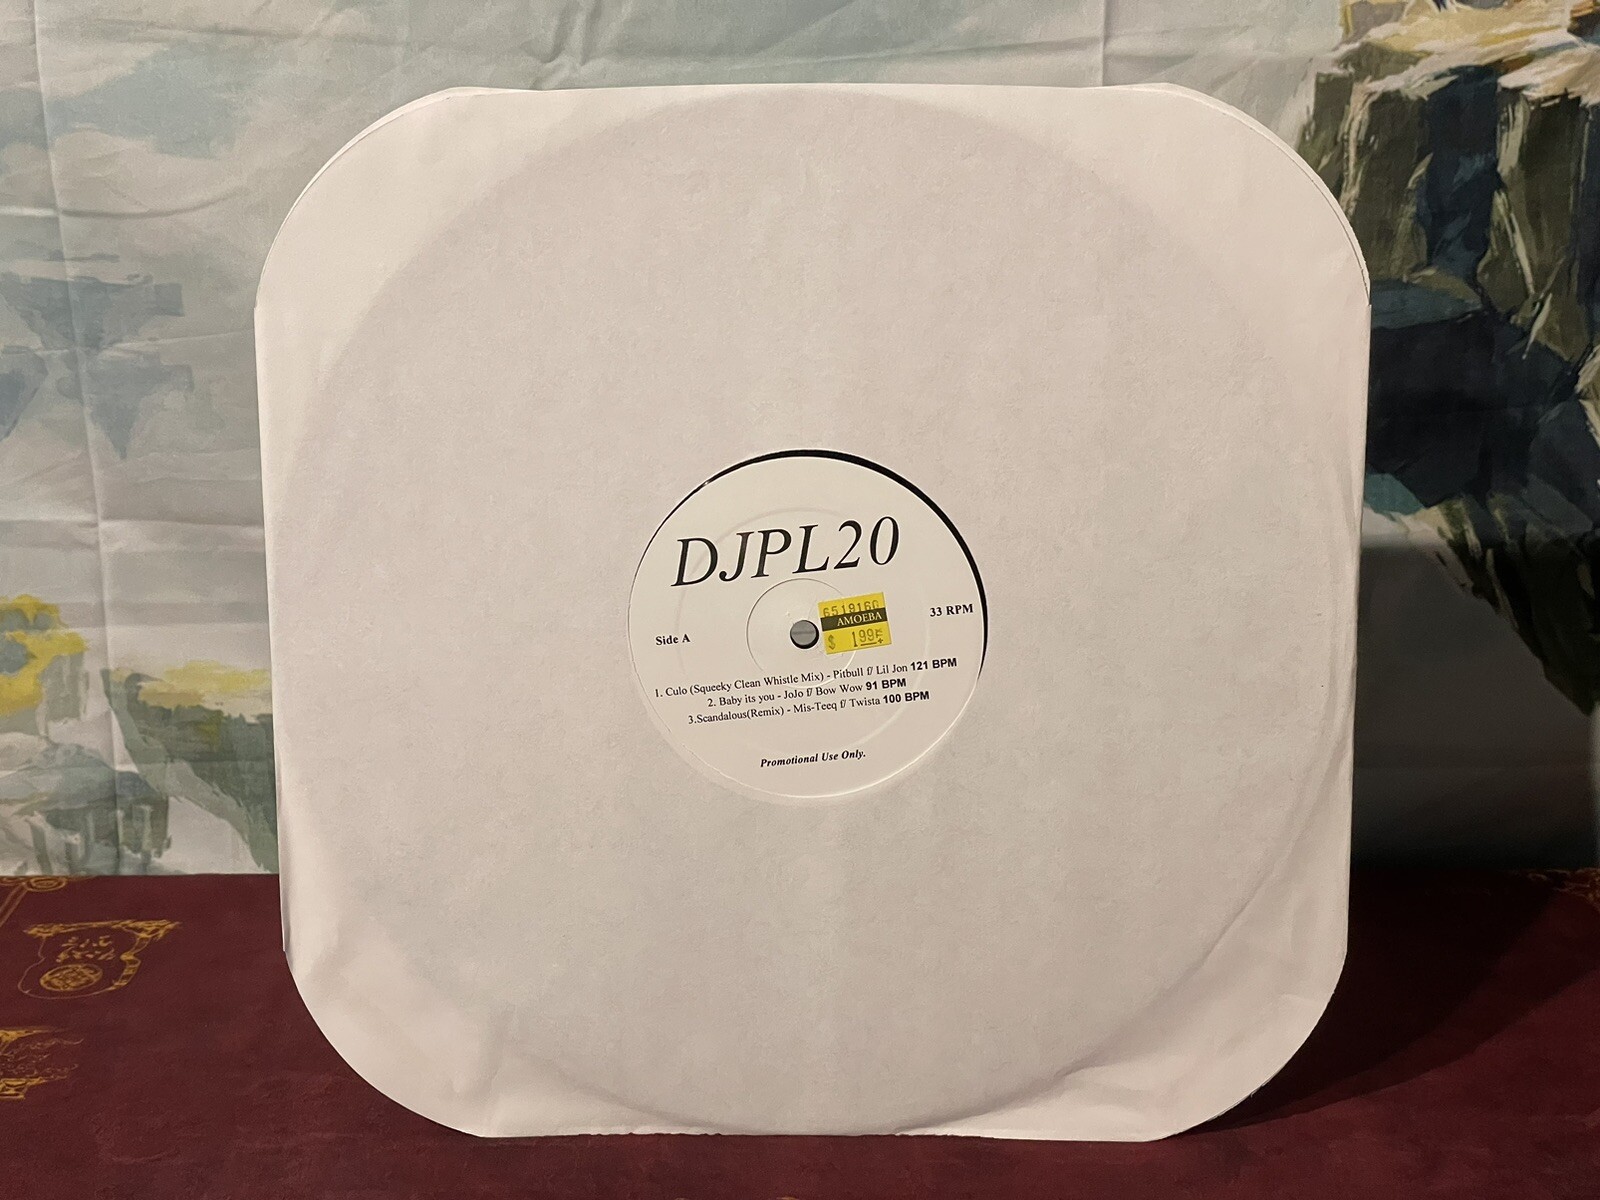 DJPL20
6518160
AMOEBA
$ 1.99
33 RPM
Side A
1. Culo (Squeeky Clean Whistle Mix) - Pitbull f/ Lil Jon 121 BPM
2. Baby its you - JoJo f/ Bow Wow 91 BPM
3.Scandalous(Remix) - Mis-Teeq f/ Twista 100 BPM
Promotional Use Only.